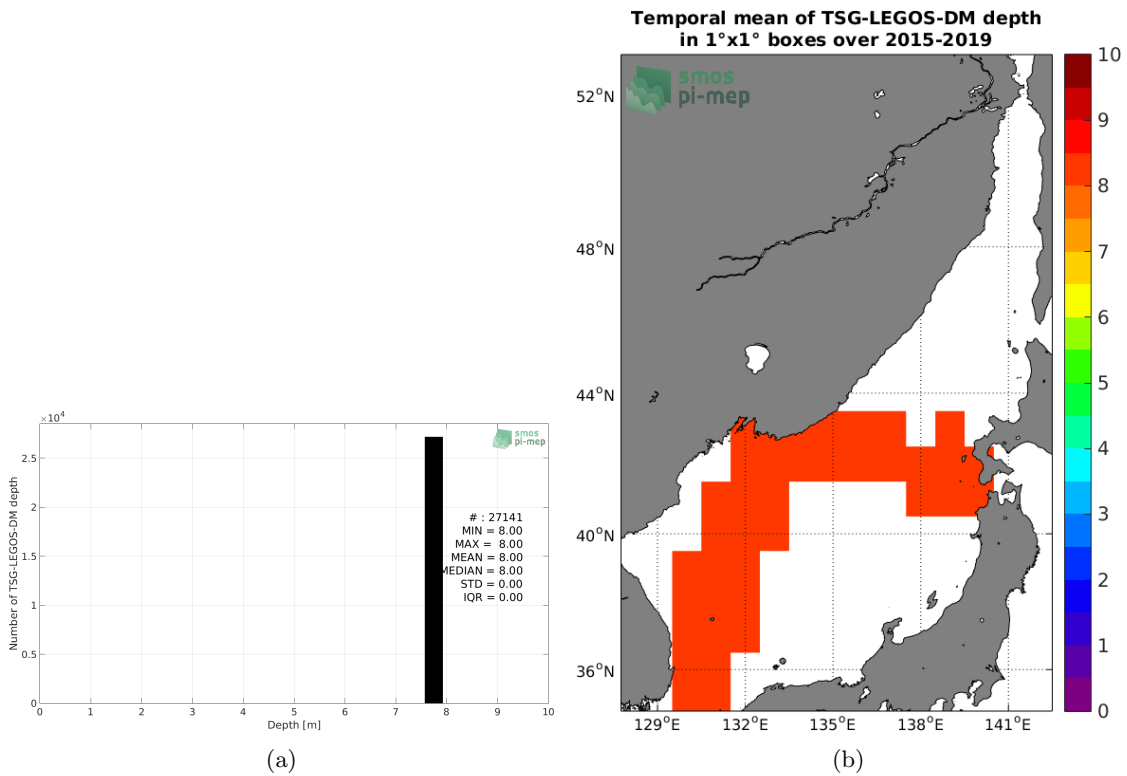 ×10⁴
smos
pi-mep
2.5
2
1.5
1
0.5
0
Number of TSG-LEGOS-DM depth
# : 27141
MIN = 8.00
MAX = 8.00
MEAN = 8.00
MEDIAN = 8.00
STD = 0.00
IQR = 0.00
0 1 2 3 4 5 6 7 8 9 10
Depth [m]
(a)
Temporal mean of TSG-LEGOS-DM depth
in 1°x1° boxes over 2015-2019
smos
pi-mep
52°N
48°N
44°N
40°N
36°N
129°E 132°E 135°E 138°E 141°E
10
9
8
7
6
5
4
3
2
1
0
(b)